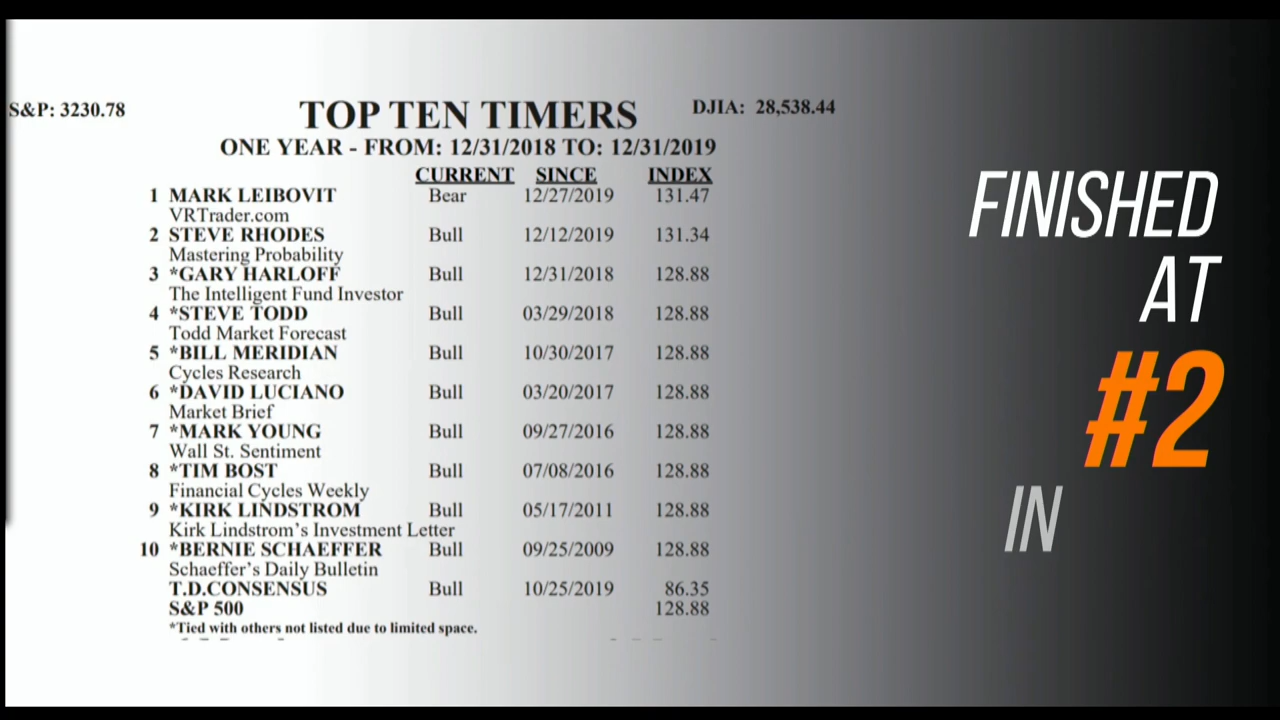 S&P: 3230.78
TOP TEN TIMERS
DJIA: 28,538.44
ONE YEAR - FROM: 12/31/2018 TO: 12/31/2019
CURRENT SINCE INDEX
1 MARK LEIBOVIT Bear 12/27/2019 131.47
VRTrader.com
2 STEVE RHODES Bull 12/12/2019 131.34
Mastering Probability
3 *GARY HARLOFF Bull 12/31/2018 128.88
The Intelligent Fund Investor
4 *STEVE TODD Bull 03/29/2018 128.88
Todd Market Forecast
5 *BILL MERIDIAN Bull 10/30/2017 128.88
Cycles Research
6 *DAVID LUCIANO Bull 03/20/2017 128.88
Market Brief
7 *MARK YOUNG Bull 09/27/2016 128.88
Wall St. Sentiment
8 *TIM BOST Bull 07/08/2016 128.88
Financial Cycles Weekly
9 *KIRK LINDSTROM Bull 05/17/2011 128.88
Kirk Lindstrom's Investment Letter
10 *BERNIE SCHAEFFER Bull 09/25/2009 128.88
Schaeffer's Daily Bulletin
T.D.CONSENSUS Bull 10/25/2019 86.35
S&P 500 128.88
*Tied with others not listed due to limited space.
FINISHED
AT
#2
IN